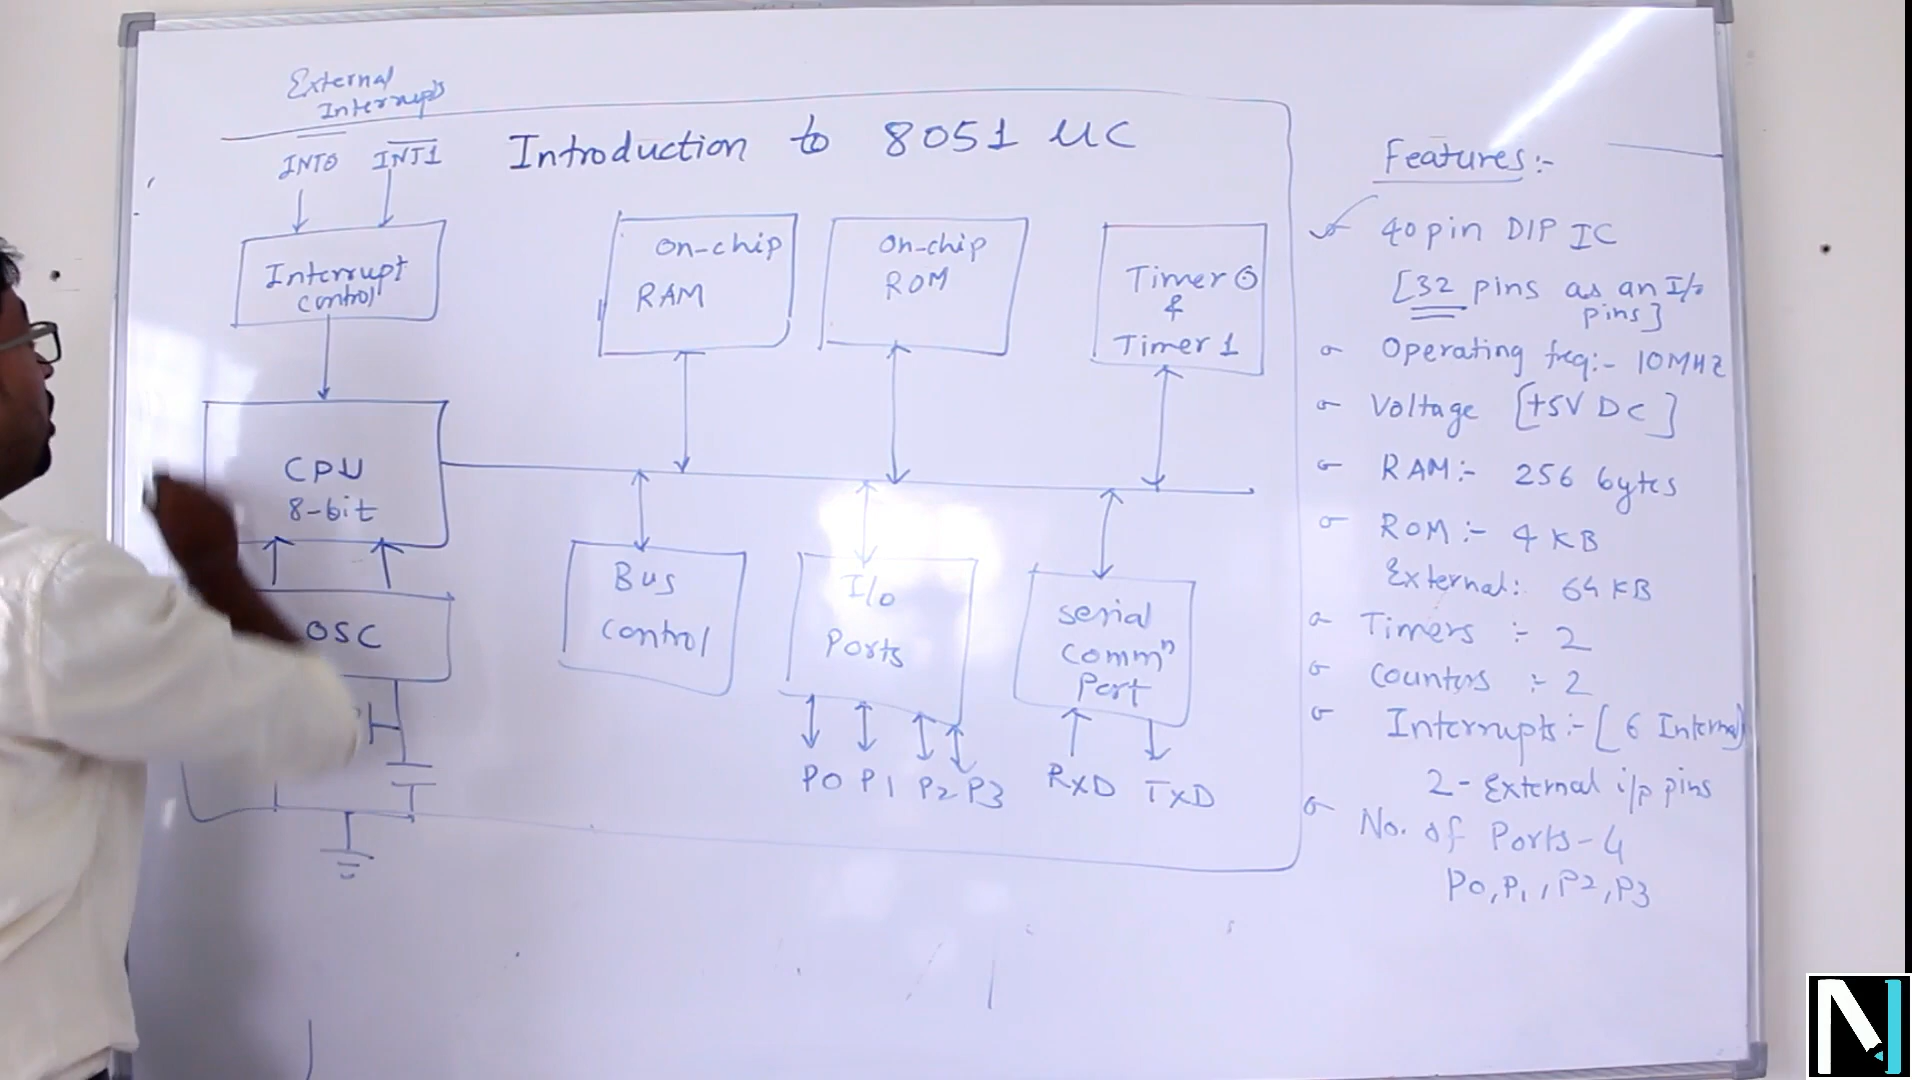 External
Interrupts
INT0 INT1
Introduction to 8051 UC
Interrupt
Control
On-chip
RAM
On-chip
ROM
Timer 0
&
Timer 1
CPU
8-bit
OSC
Bus
Control
I/o
Ports
Serial
Commⁿ
Port
P0 P1 P2 P3
RXD TXD
Features:-
40 pin DIP IC
[32 pins as an I/o
pins]
Operating freq:- 10MHZ
Voltage [+5V DC]
RAM:- 256 bytes
ROM:- 4 KB
External: 64 KB
Timers :- 2
Counters :- 2
Interrupts:- [6 Internal]
2- External i/p pins
No. of Ports-4
P0, P1, P2, P3
N